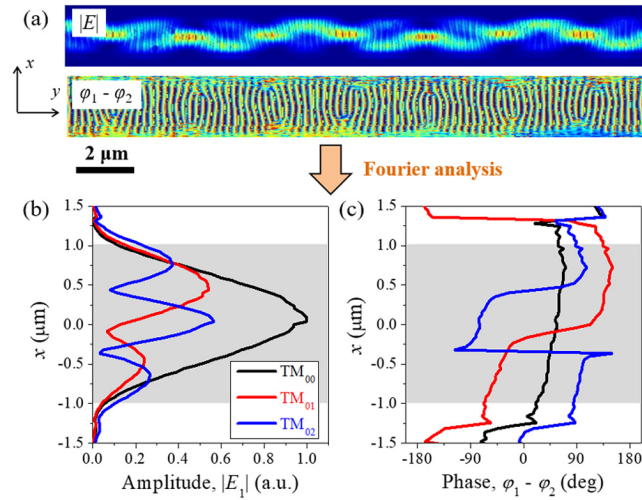 (a)
|E|
x
y
φ₁ - φ₂
2 μm
Fourier analysis
(b)
(c)
1.5
1.0
0.5
0.0
-0.5
-1.0
-1.5
x (μm)
TM₀₀
TM₀₁
TM₀₂
0.0 0.2 0.4 0.6 0.8 1.0
Amplitude, |E₁| (a.u.)
1.5
1.0
0.5
0.0
-0.5
-1.0
-1.5
x (μm)
-180 -90 0 90 180
Phase, φ₁ - φ₂ (deg)